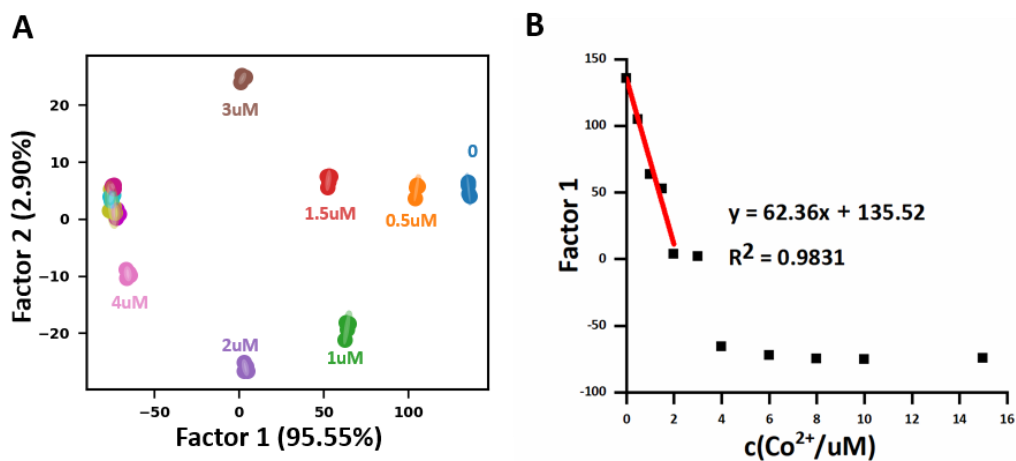 A
Factor 2 (2.90%)
20
10
0
−10
−20
3uM
0
1.5uM
0.5uM
4uM
2uM
1uM
−50
0
50
100
Factor 1 (95.55%)
B
Factor 1
150
100
50
0
-50
-100
y = 62.36x + 135.52
R² = 0.9831
0 2 4 6 8 10 12 14 16
c(Co²⁺/uM)